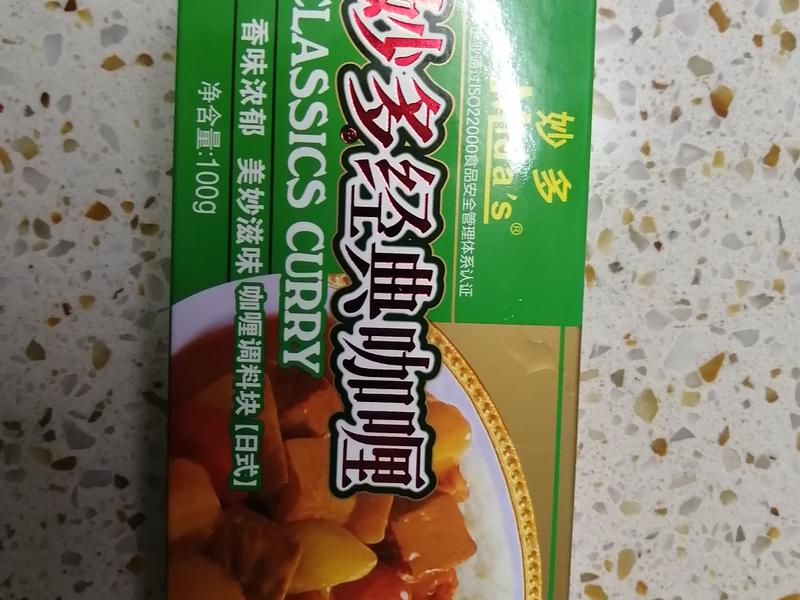 妙多
业通过ISO22000食品安全管理体系认证
妙多经典咖喱
CLASSICS CURRY
香味浓郁 美妙滋味 咖喱调料块【日式】
净含量:100g